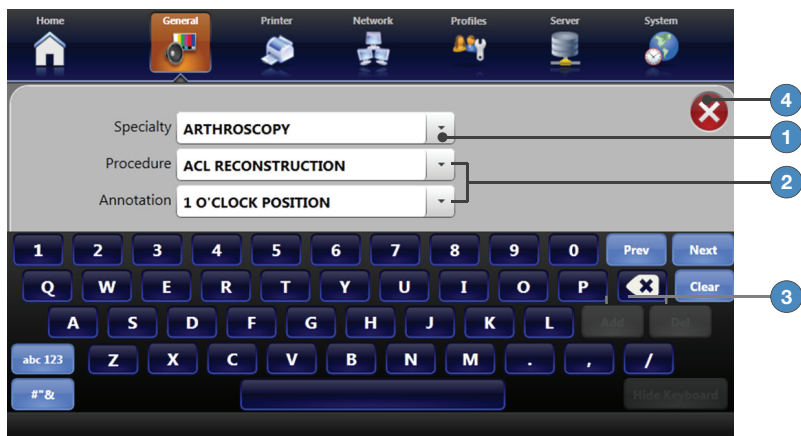 Home General Printer Network Profiles Server System
4
Specialty ARTHROSCOPY
1
Procedure ACL RECONSTRUCTION
2
Annotation 1 O'CLOCK POSITION
1 2 3 4 5 6 7 8 9 0 Prev Next
Q W E R T Y U I O P Clear
3
A S D F G H J K L Add Del
abc 123 Z X C V B N M . , /
#"& Hide Keyboard